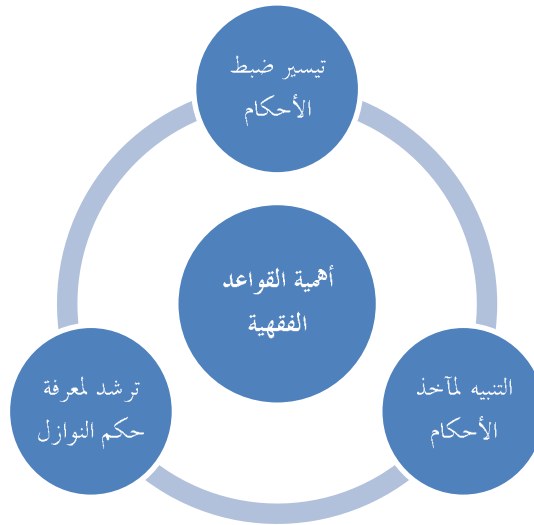 تيسير ضبط
الأحكام
أهمية القواعد
الفقهية
التنبيه لمآخذ
الأحكام
ترشد لمعرفة
حكم النوازل